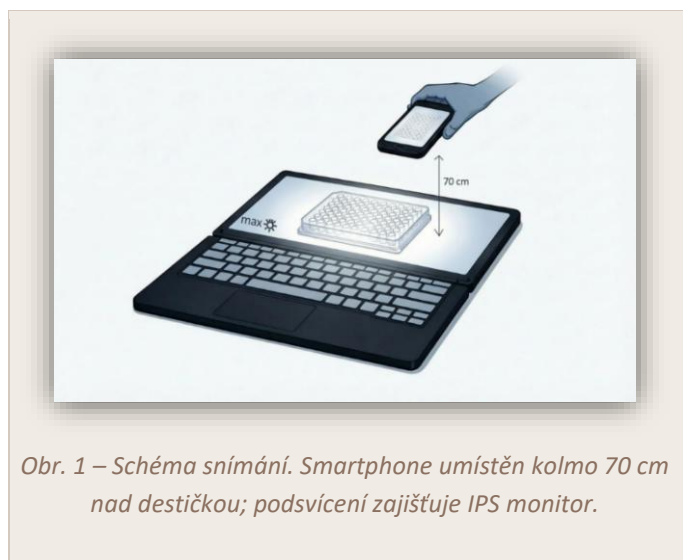 70 cm
max
Obr. 1 – Schéma snímání. Smartphone umístěn kolmo 70 cm
nad destičkou; podsvícení zajišťuje IPS monitor.